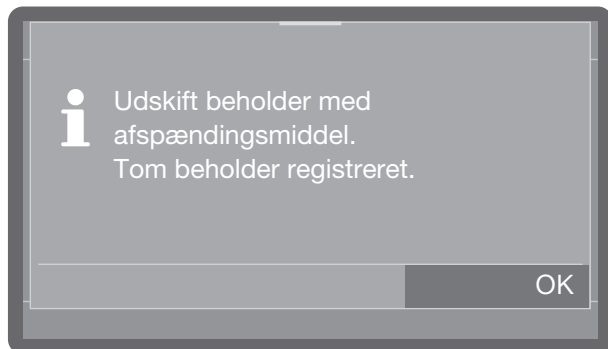 Udskift beholder med
afspændingsmiddel.
Tom beholder registreret.
OK